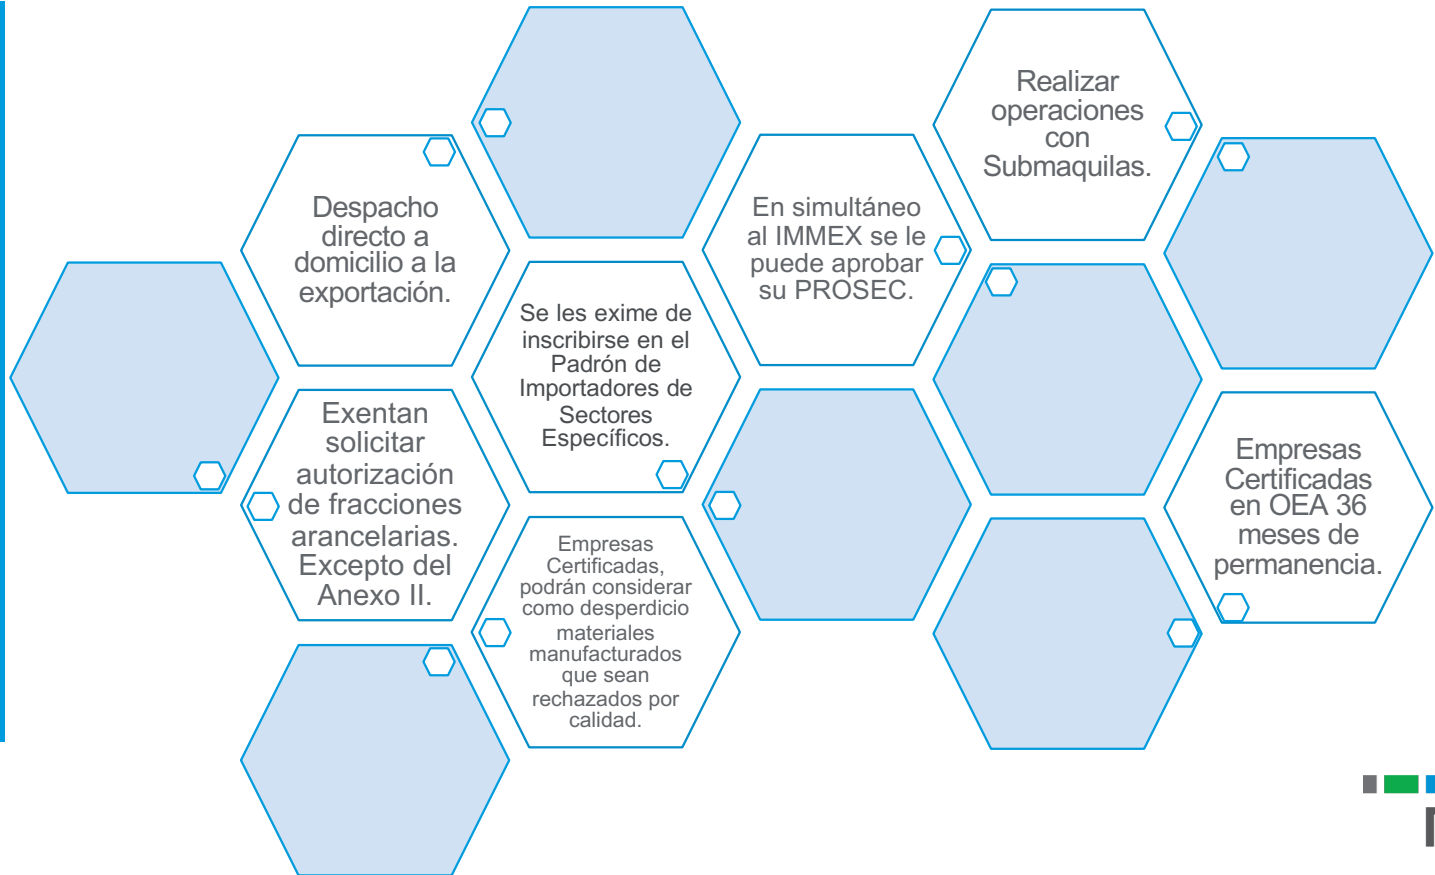 Despacho
directo a
domicilio a la
exportación.
Exentan
solicitar
autorización
de fracciones
arancelarias.
Excepto del
Anexo II.
Se les exime de
inscribirse en el
Padrón de
Importadores de
Sectores
Específicos.
Empresas
Certificadas,
podrán considerar
como desperdicio
materiales
manufacturados
que sean
rechazados por
calidad.
En simultáneo
al IMMEX se le
puede aprobar
su PROSEC.
Realizar
operaciones
con
Submaquilas.
Empresas
Certificadas
en OEA 36
meses de
permanencia.